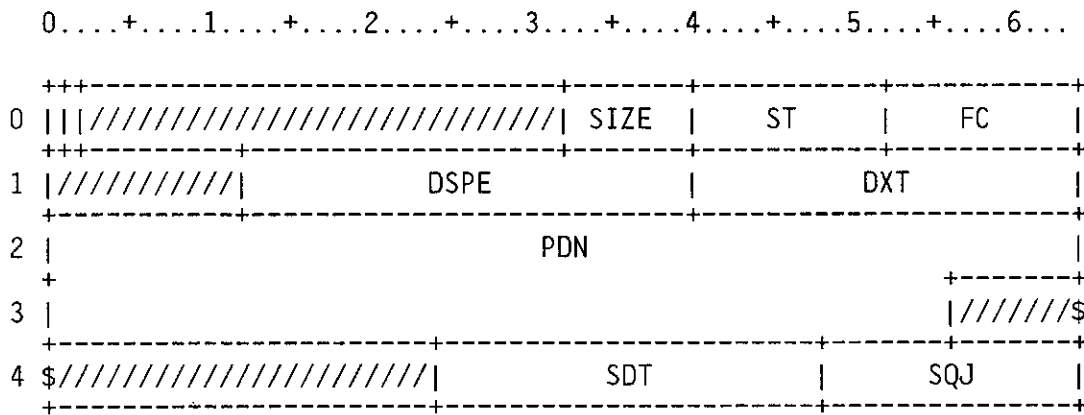 0....+....1....+....2....+....3....+....4....+....5....+....6...
+++-----------------------------+-------+-----------+-----------+
0 |||/////////////////////////////| SIZE | ST | FC |
+++---------+-------------------+-------+-----------+-----------+
1 |///////////| DSPE | DXT |
+-----------+---------------------------+-----------------------+
2 | PDN |
+ +-------+
3 | |///////$
+-----------------------+-----------------------+-------+-------+
4 $///////////////////////| SDT | SQJ |
+-----------------------+-----------------------+---------------+